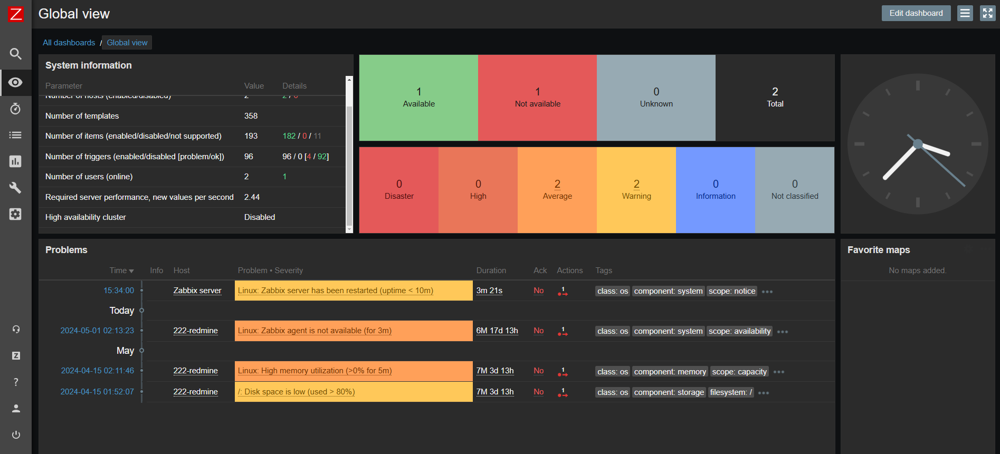 Z
Global view
Edit dashboard
All dashboards / Global view
System information
Parameter Value Details
Number of hosts (enabled/disabled) 2 2 / 0
Number of templates 358
Number of items (enabled/disabled/not supported) 193 182 / 0 / 11
Number of triggers (enabled/disabled [problem/ok]) 96 96 / 0 [4 / 92]
Number of users (online) 2 1
Required server performance, new values per second 2.44
High availability cluster Disabled
1
Available
1
Not available
0
Unknown
2
Total
0
Disaster
0
High
2
Average
2
Warning
0
Information
0
Not classified
Problems
Time Info Host Problem • Severity Duration Ack Actions Tags
15:34:00 Zabbix server Linux: Zabbix server has been restarted (uptime < 10m) 3m 21s No 1 class: os component: system scope: notice
Today
2024-05-01 02:13:23 222-redmine Linux: Zabbix agent is not available (for 3m) 6M 17d 13h No 1 class: os component: system scope: availability
May
2024-04-15 02:11:46 222-redmine Linux: High memory utilization (>0% for 5m) 7M 3d 13h No 1 class: os component: memory scope: capacity
2024-04-15 01:52:07 222-redmine /: Disk space is low (used > 80%) 7M 3d 13h No 1 class: os component: storage filesystem: /
Favorite maps
No maps added.
Z
?